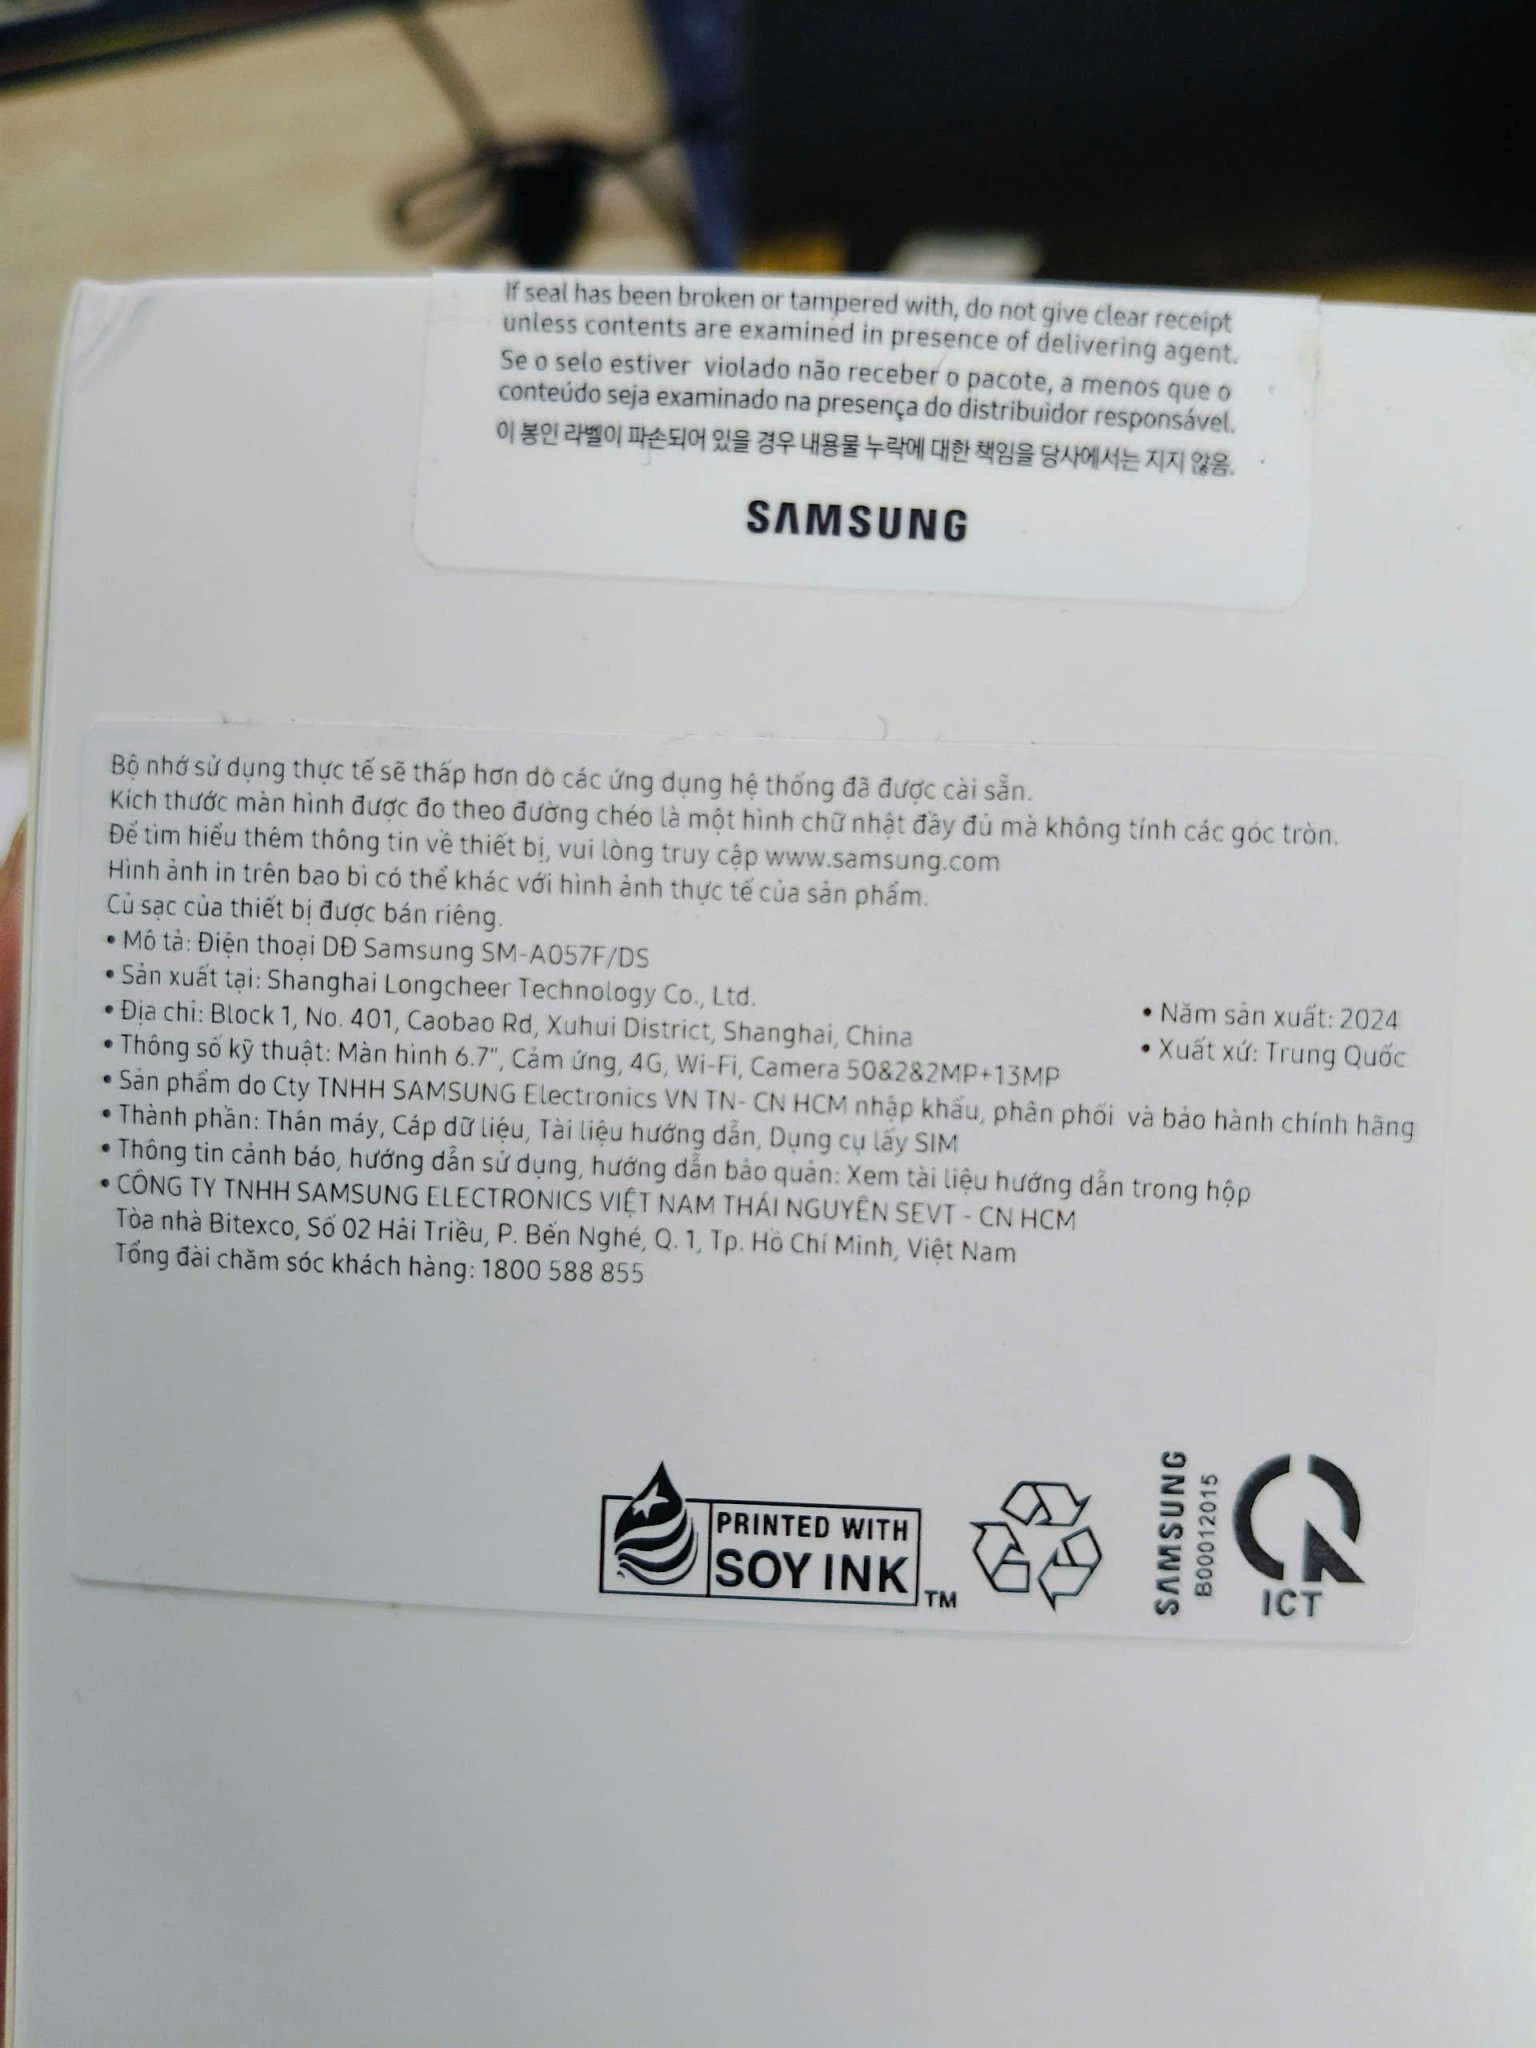 If seal has been broken or tampered with, do not give clear receipt
unless contents are examined in presence of delivering agent.
Se o selo estiver violado não receber o pacote, a menos que o
conteúdo seja examinado na presença do distribuidor responsável.
이 봉인 라벨이 파손되어 있을 경우 내용물 누락에 대한 책임을 당사에서는 지지 않음.
SAMSUNG
Bộ nhớ sử dụng thực tế sẽ thấp hơn do các ứng dụng hệ thống đã được cài sẵn.
Kích thước màn hình được đo theo đường chéo là một hình chữ nhật đầy đủ mà không tính các góc tròn.
Để tìm hiểu thêm thông tin về thiết bị, vui lòng truy cập www.samsung.com
Hình ảnh in trên bao bì có thể khác với hình ảnh thực tế của sản phẩm.
Củ sạc của thiết bị được bán riêng.
• Mô tả: Điện thoại DĐ Samsung SM-A057F/DS
• Sản xuất tại: Shanghai Longcheer Technology Co., Ltd.
• Năm sản xuất: 2024
• Địa chỉ: Block 1, No. 401, Caobao Rd, Xuhui District, Shanghai, China
• Xuất xứ: Trung Quốc
• Thông số kỹ thuật: Màn hình 6.7", Cảm ứng, 4G, Wi-Fi, Camera 50&2&2MP+13MP
• Sản phẩm do Cty TNHH SAMSUNG Electronics VN TN- CN HCM nhập khẩu, phân phối và bảo hành chính hãng
• Thành phần: Thân máy, Cáp dữ liệu, Tài liệu hướng dẫn, Dụng cụ lấy SIM
• Thông tin cảnh báo, hướng dẫn sử dụng, hướng dẫn bảo quản: Xem tài liệu hướng dẫn trong hộp
• CÔNG TY TNHH SAMSUNG ELECTRONICS VIỆT NAM THÁI NGUYÊN SEVT - CN HCM
Tòa nhà Bitexco, Số 02 Hải Triều, P. Bến Nghé, Q. 1, Tp. Hồ Chí Minh, Việt Nam
Tổng đài chăm sóc khách hàng: 1800 588 855
PRINTED WITH
SOY INK TM
SAMSUNG
B00012015
ICT